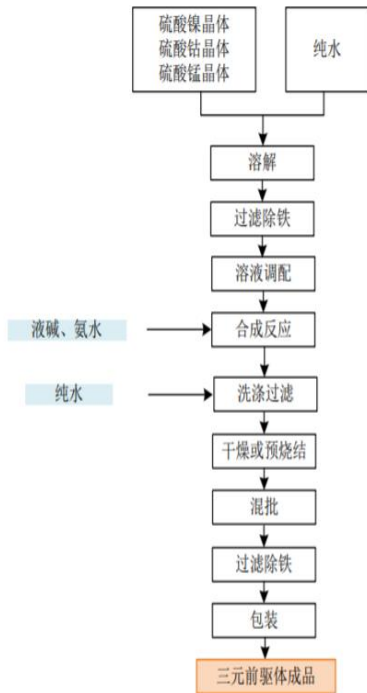 硫酸镍晶体
硫酸钴晶体
硫酸锰晶体
纯水
溶解
过滤除铁
溶液调配
液碱、氨水
合成反应
纯水
洗涤过滤
干燥或预烧结
混批
过滤除铁
包装
三元前驱体成品